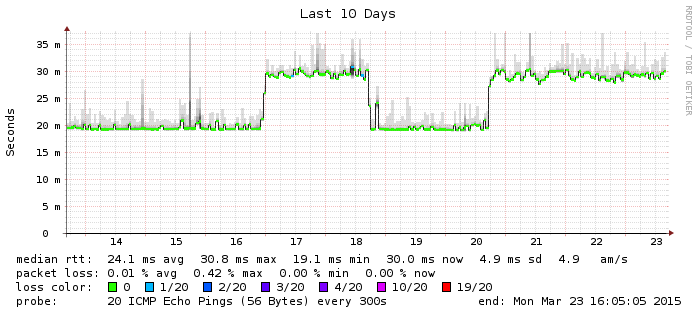 Last 10 Days
RRDTOOL / TOBI OETIKER
Seconds
35 m
30 m
25 m
20 m
15 m
10 m
5 m
0
14 15 16 17 18 19 20 21 22 23
median rtt: 24.1 ms avg 30.8 ms max 19.1 ms min 30.0 ms now 4.9 ms sd 4.9 am/s
packet loss: 0.01 % avg 0.42 % max 0.00 % min 0.00 % now
loss color: 0 1/20 2/20 3/20 4/20 10/20 19/20
probe: 20 ICMP Echo Pings (56 Bytes) every 300s end: Mon Mar 23 16:05:05 2015